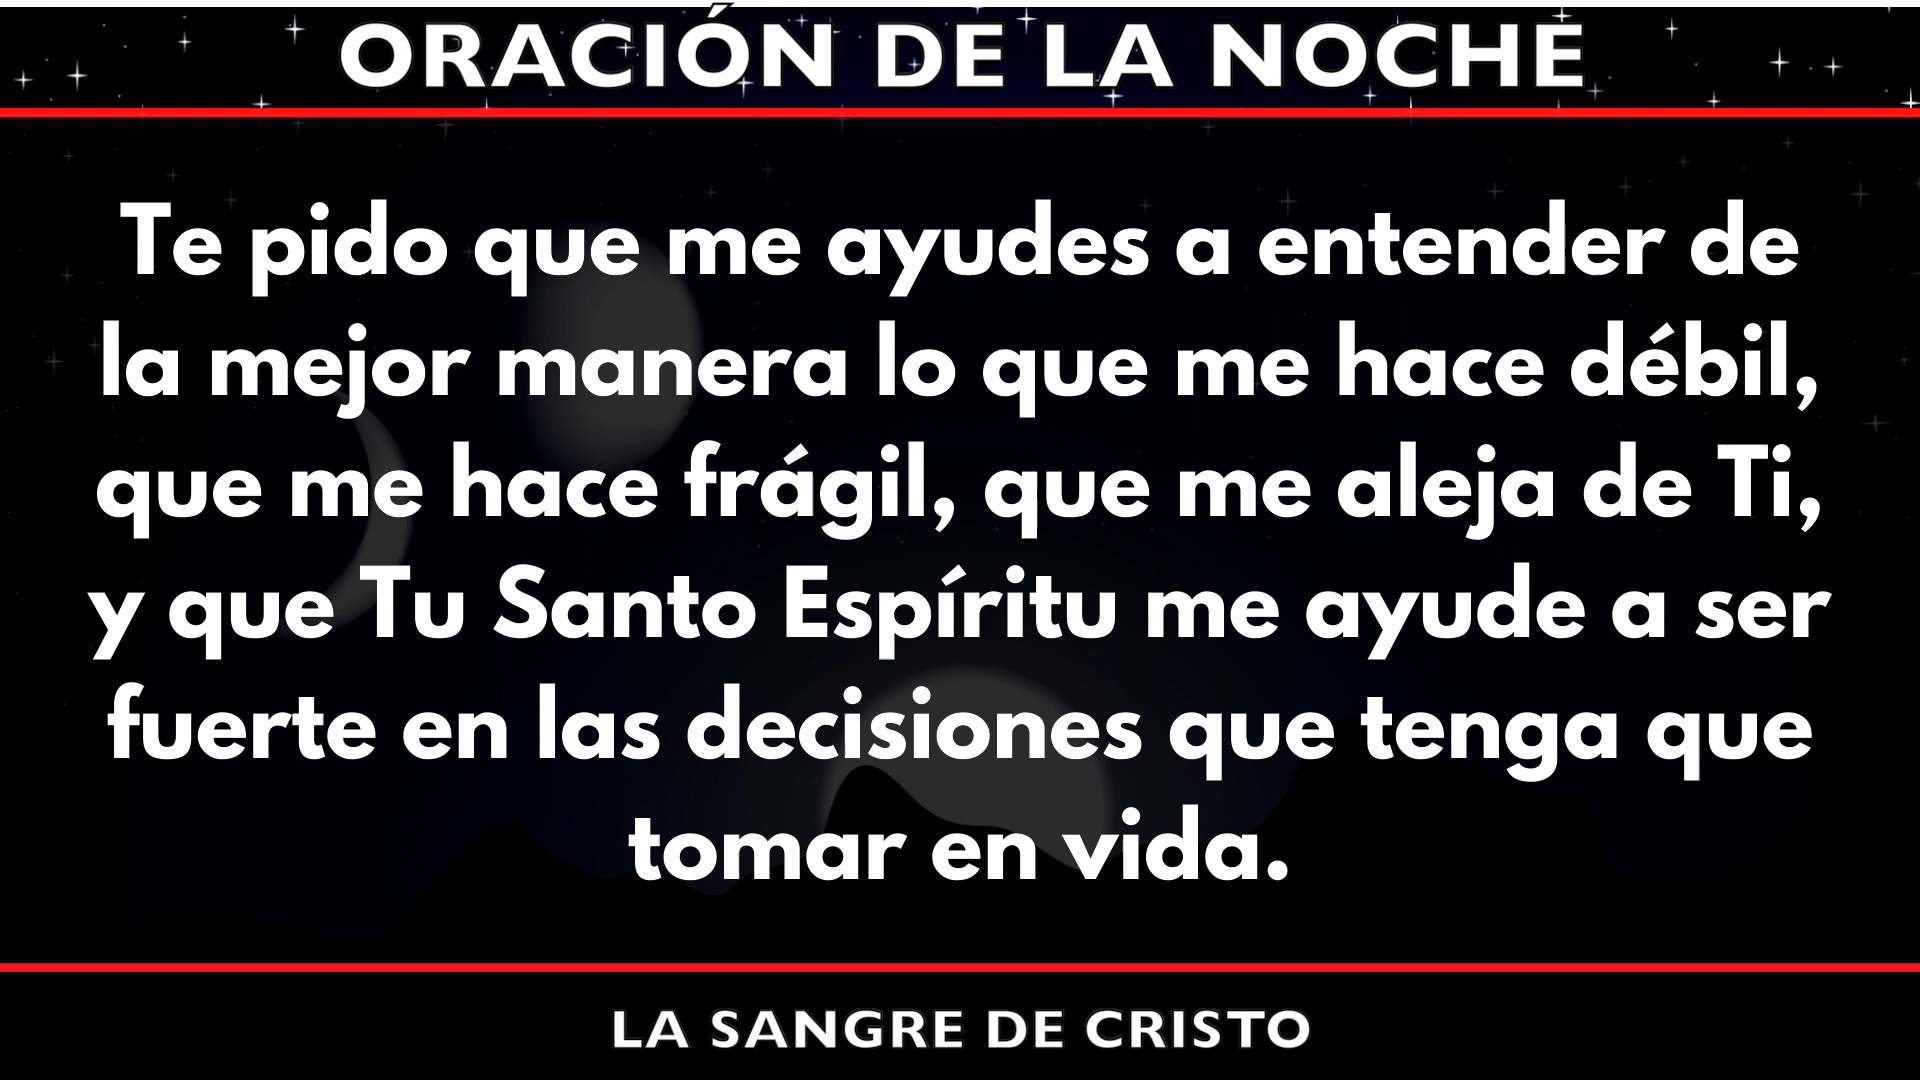 ORACIÓN DE LA NOCHE
Te pido que me ayudes a entender de
la mejor manera lo que me hace débil,
que me hace frágil, que me aleja de Ti,
y que Tu Santo Espíritu me ayude a ser
fuerte en las decisiones que tenga que
tomar en vida.
LA SANGRE DE CRISTO